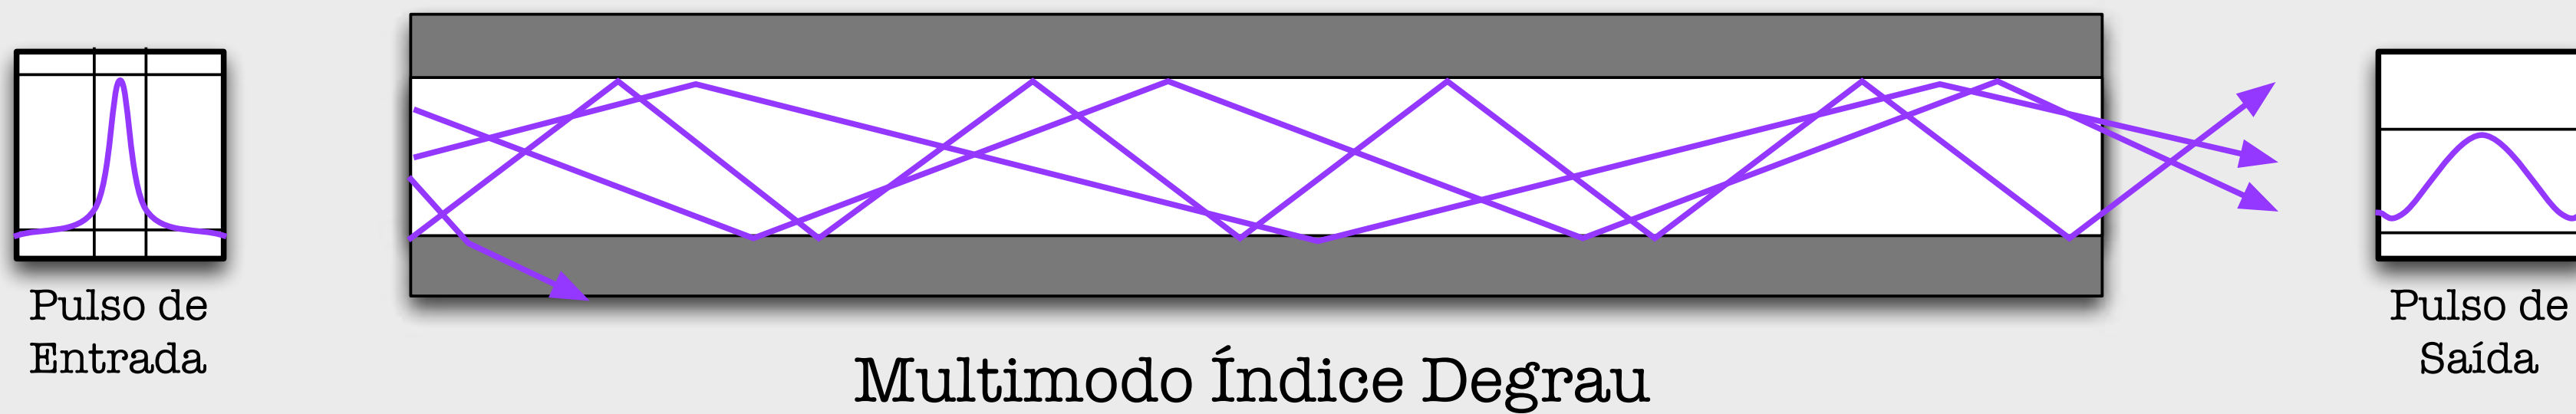 Pulso de
Entrada
Multimodo Índice Degrau
Pulso de
Saída